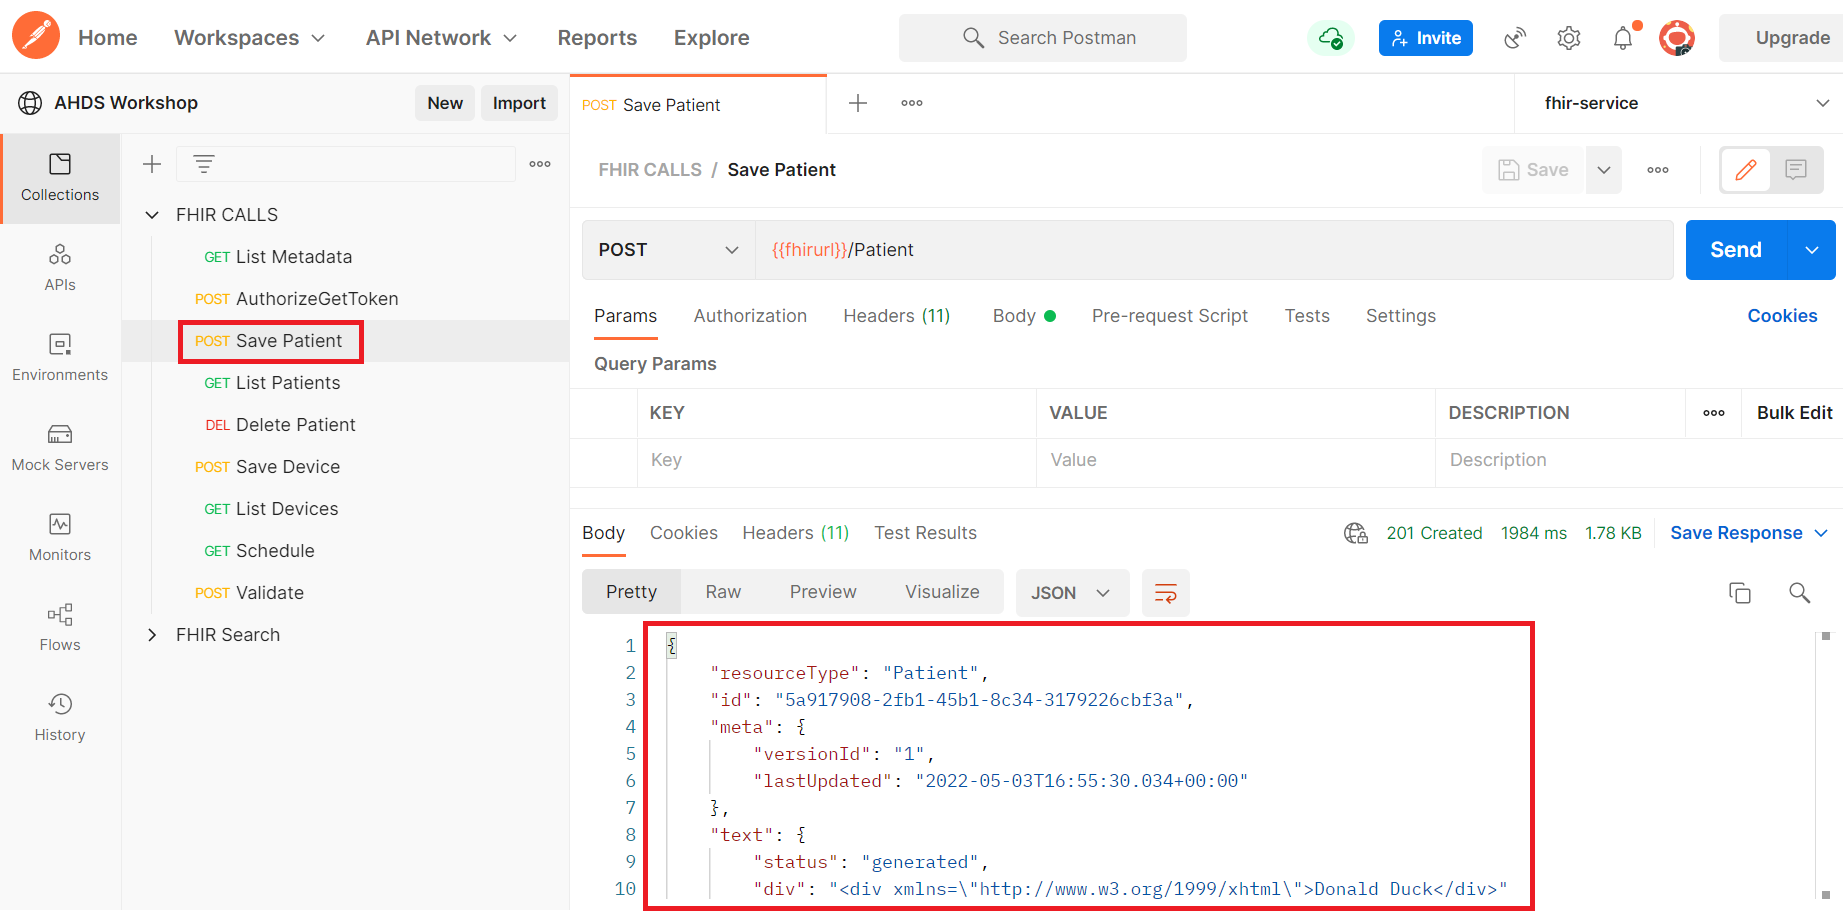 Home Workspaces API Network Reports Explore Search Postman Invite Upgrade
AHDS Workshop New Import
POST Save Patient
fhir-service
Collections
APIs
Environments
Mock Servers
Monitors
Flows
History
FHIR CALLS
GET List Metadata
POST AuthorizeGetToken
POST Save Patient
GET List Patients
DEL Delete Patient
POST Save Device
GET List Devices
GET Schedule
POST Validate
FHIR Search
FHIR CALLS / Save Patient Save
POST {{fhirurl}}/Patient Send
Params Authorization Headers (11) Body Pre-request Script Tests Settings Cookies
Query Params
KEY VALUE DESCRIPTION Bulk Edit
Key Value Description
Body Cookies Headers (11) Test Results 201 Created 1984 ms 1.78 KB Save Response
Pretty Raw Preview Visualize JSON
1 {
2 "resourceType": "Patient",
3 "id": "5a917908-2fb1-45b1-8c34-3179226cbf3a",
4 "meta": {
5 "versionId": "1",
6 "lastUpdated": "2022-05-03T16:55:30.034+00:00"
7 },
8 "text": {
9 "status": "generated",
10 "div": "<div xmlns=\"http://www.w3.org/1999/xhtml\">Donald Duck</div>"